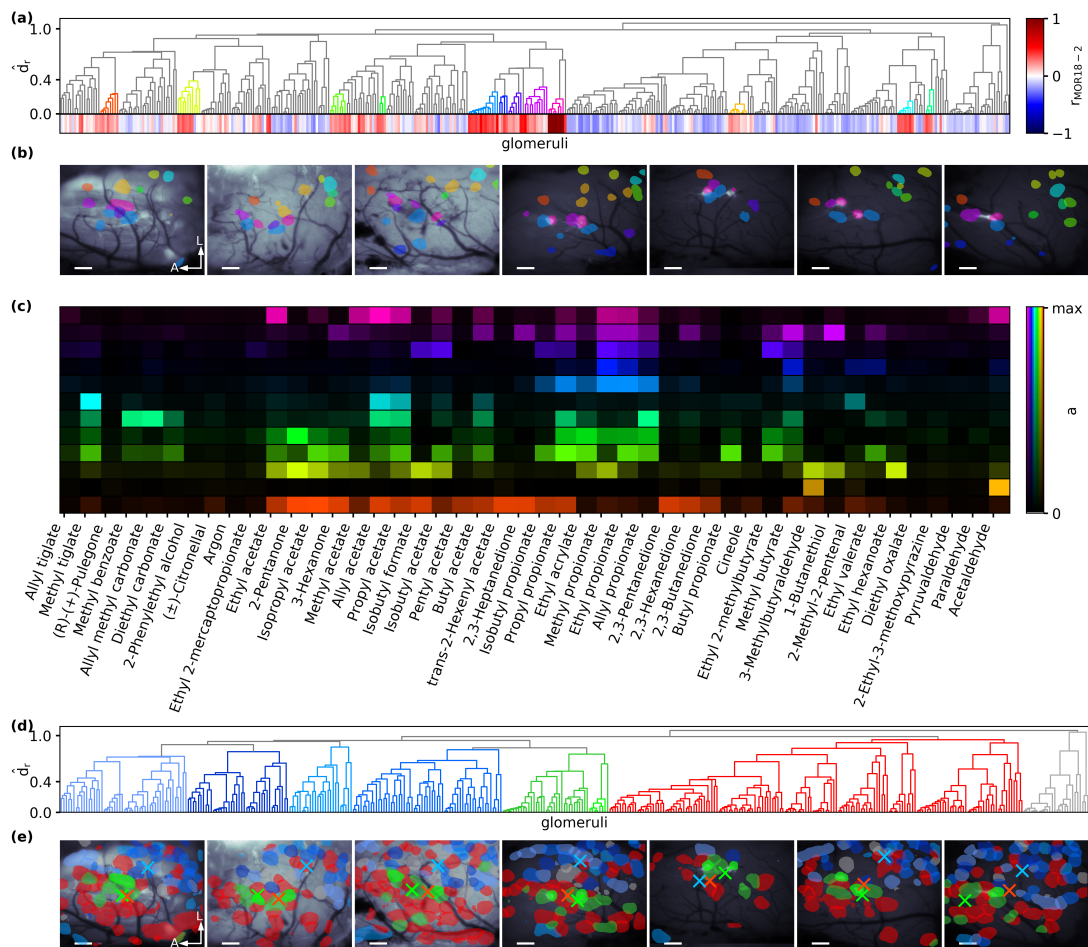 (a)
1.0
0.4
0.0
d̂r
glomeruli
1
0
−1
rMOR18−2
(b)
L
A
(c)
max
0
a
Allyl tiglate
Methyl tiglate
(R)-(+)-Pulegone
Methyl benzoate
Allyl methyl carbonate
Diethyl carbonate
2-Phenylethyl alcohol
(±)-Citronellal
Argon
Ethyl 2-mercaptopropionate
Ethyl acetate
2-Pentanone
Isopropyl acetate
3-Hexanone
Methyl acetate
Allyl acetate
Propyl acetate
Isobutyl formate
Isobutyl acetate
Pentyl acetate
Butyl acetate
trans-2-Hexenyl acetate
2,3-Heptanedione
Isobutyl propionate
Propyl propionate
Ethyl acrylate
Methyl propionate
Ethyl propionate
Allyl propionate
2,3-Pentanedione
2,3-Hexanedione
2,3-Butanedione
Butyl propionate
Cineole
Ethyl 2-methylbutyrate
Methyl butyrate
3-Methylbutyraldehyde
1-Butanethiol
2-Methyl-2-pentenal
Ethyl valerate
Ethyl hexanoate
Diethyl oxalate
2-Ethyl-3-methoxypyrazine
Pyruvaldehyde
Paraldehyde
Acetaldehyde
(d)
1.0
0.4
0.0
d̂r
glomeruli
(e)
L
A